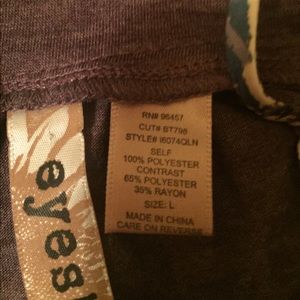 RN# 96457
CUT# BT798
STYLE# I6074QLN
SELF
100% POLYESTER
CONTRAST
65% POLYESTER
35% RAYON
SIZE: L
MADE IN CHINA
CARE ON REVERSE
eyesh